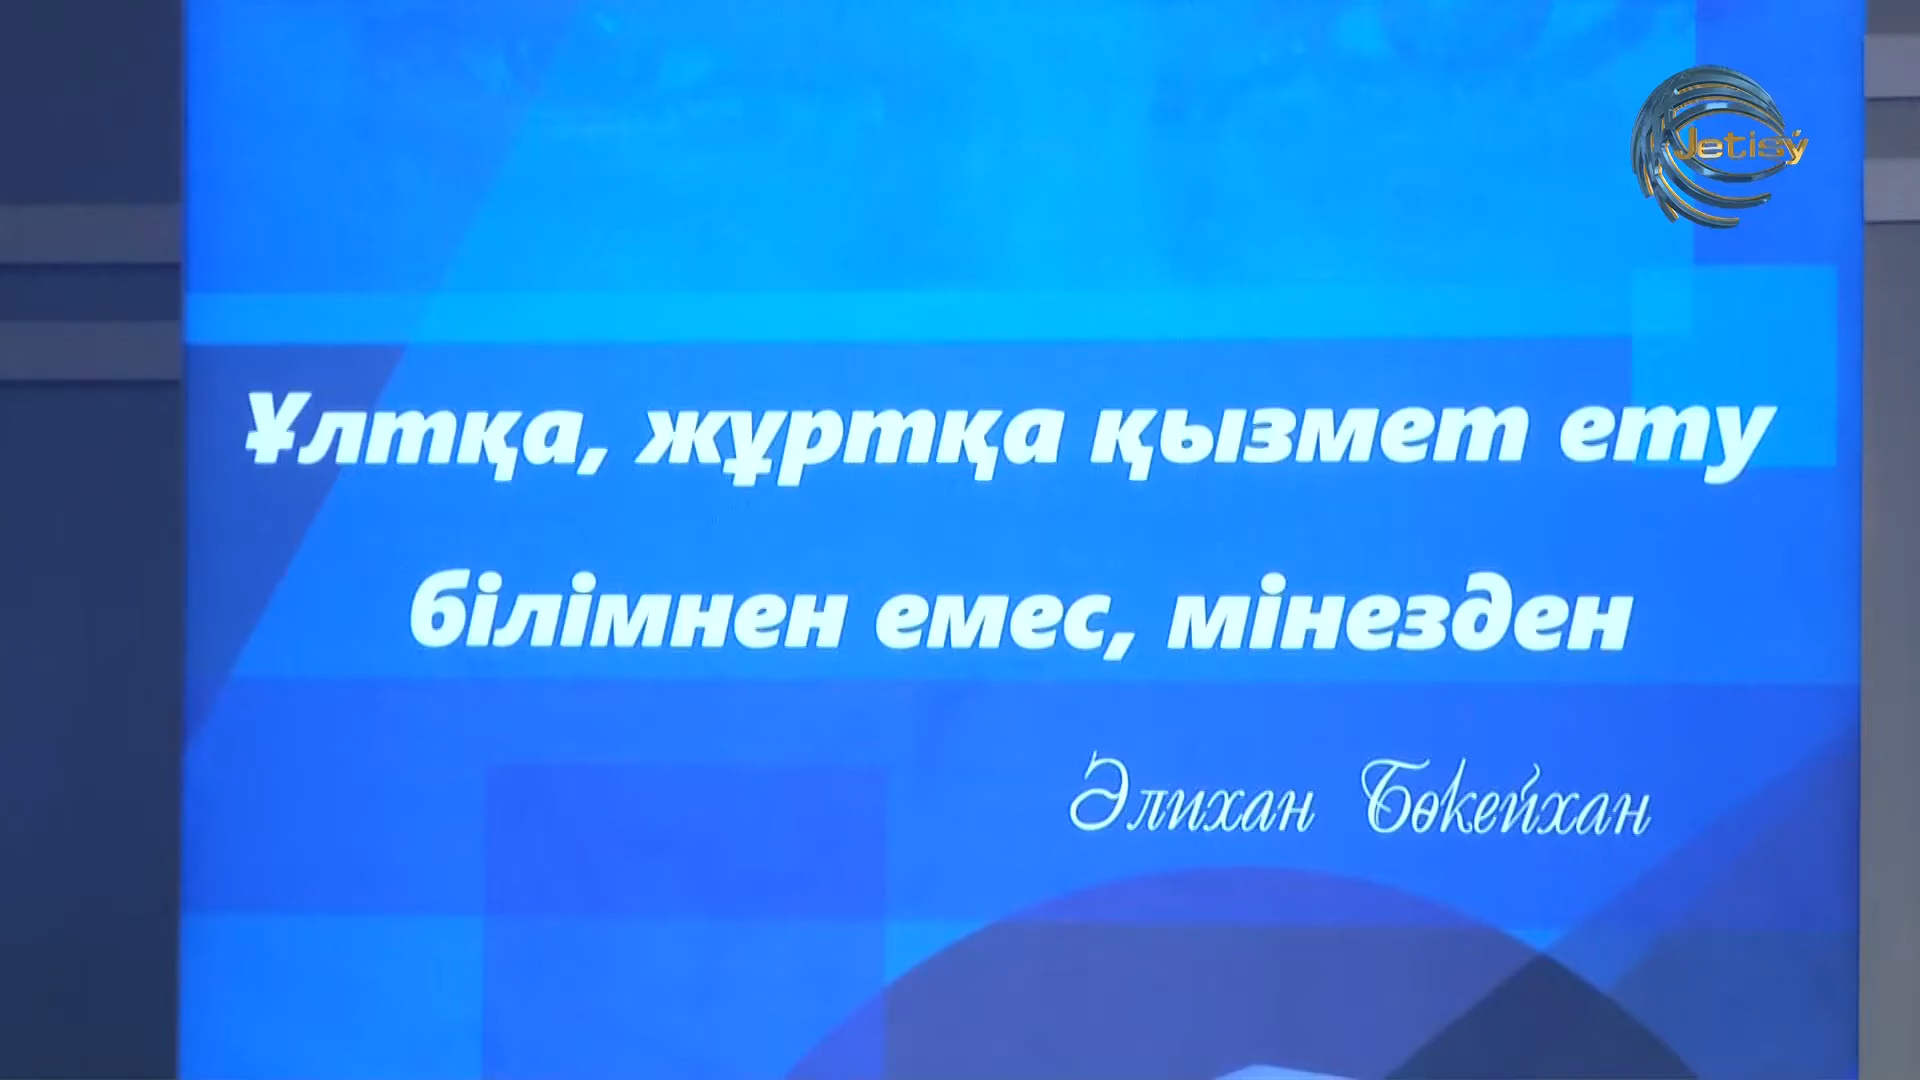 Jetisý
Ұлтқа, жұртқа қызмет ету
білімнен емес, мінезден
Әлихан Бөкейхан